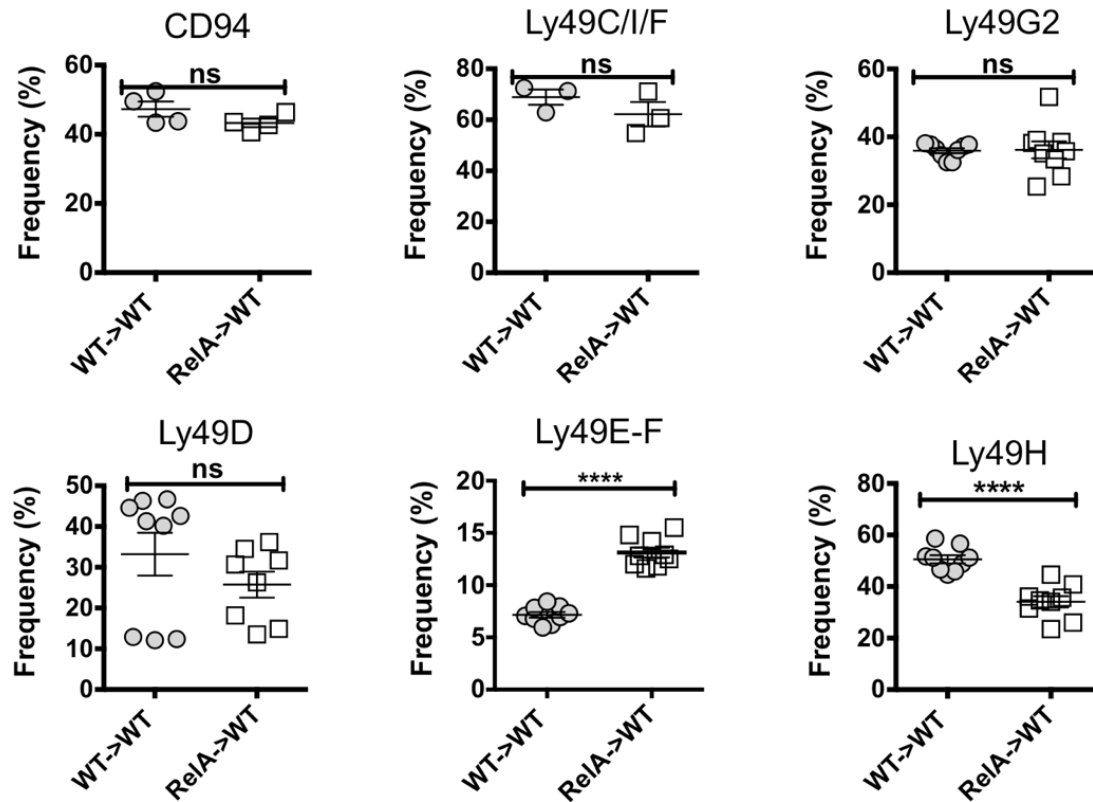 CD94
ns
Frequency (%)
60
40
20
0
WT->WT
RelA->WT
Ly49C/I/F
ns
Frequency (%)
80
60
40
20
0
WT->WT
RelA->WT
Ly49G2
ns
Frequency (%)
60
40
20
0
WT->WT
RelA->WT
Ly49D
ns
Frequency (%)
50
40
30
20
10
0
WT->WT
RelA->WT
Ly49E-F
****
Frequency (%)
20
15
10
5
0
WT->WT
RelA->WT
Ly49H
****
Frequency (%)
80
60
40
20
0
WT->WT
RelA->WT